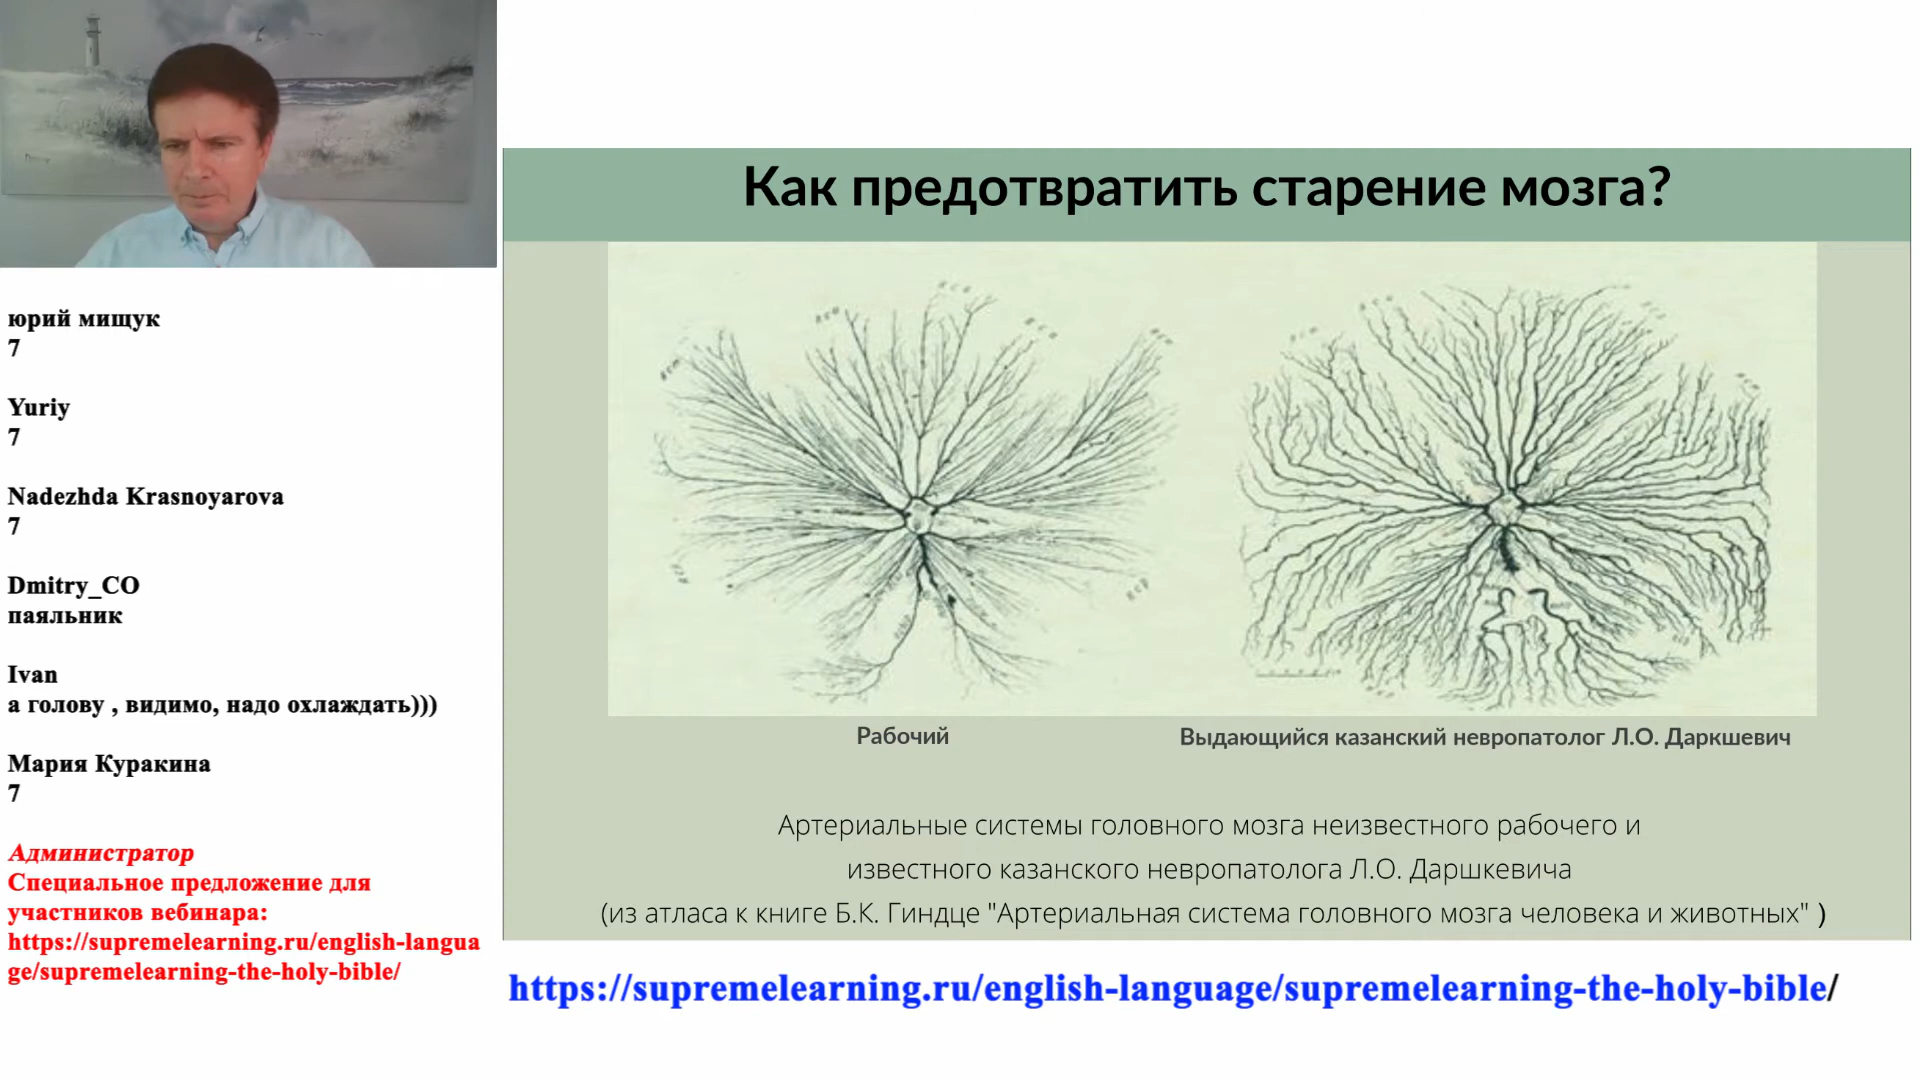 юрий мищук
7
Yuriy
7
Nadezhda Krasnoyarova
7
Dmitry_CO
паяльник
Ivan
а голову , видимо, надо охлаждать)))
Мария Куракина
7
Администратор
Специальное предложение для
участников вебинара:
https://supremelearning.ru/english-langua
ge/supremelearning-the-holy-bible/
Как предотвратить старение мозга?
Рабочий
Выдающийся казанский невропатолог Л.О. Даркшевич
Артериальные системы головного мозга неизвестного рабочего и
известного казанского невропатолога Л.О. Даршкевича
(из атласа к книге Б.К. Гиндце "Артериальная система головного мозга человека и животных" )
https://supremelearning.ru/english-language/supremelearning-the-holy-bible/